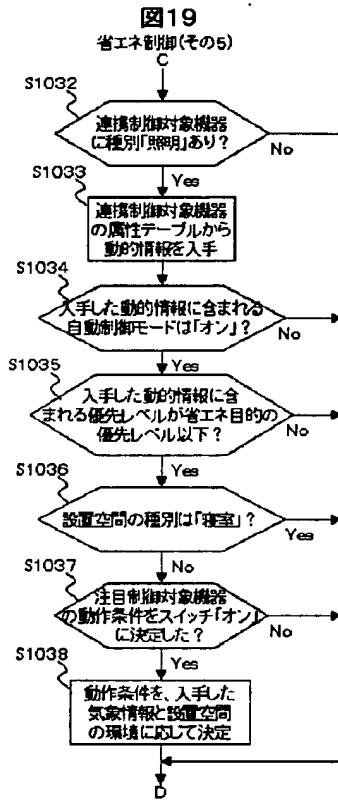 図19
省エネ制御(その5)
C
S1032
連携制御対象機器
に種別「照明」あり?
No
Yes
S1033
連携制御対象機器
の属性テーブルから
動的情報を入手
S1034
入手した動的情報に含まれる
自動制御モードは「オン」?
No
Yes
S1035
入手した動的情報に含
まれる優先レベルが省エネ目的の
優先レベル以下?
No
Yes
S1036
設置空間の種別は「寝室」?
Yes
No
S1037
注目制御対象機器
の動作条件をスイッチ「オン」
に決定した?
No
Yes
S1038
動作条件を、入手した
気象情報と設置空間
の環境に応じて決定
D